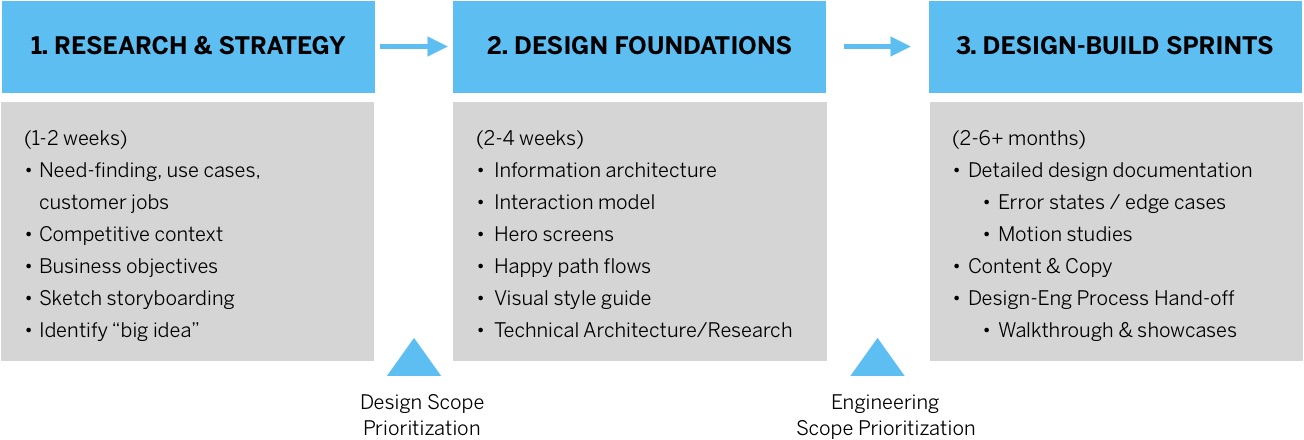 1. RESEARCH & STRATEGY
(1-2 weeks)
• Need-finding, use cases,
customer jobs
• Competitive context
• Business objectives
• Sketch storyboarding
• Identify “big idea”
Design Scope
Prioritization
2. DESIGN FOUNDATIONS
(2-4 weeks)
• Information architecture
• Interaction model
• Hero screens
• Happy path flows
• Visual style guide
• Technical Architecture/Research
Engineering
Scope Prioritization
3. DESIGN-BUILD SPRINTS
(2-6+ months)
• Detailed design documentation
• Error states / edge cases
• Motion studies
• Content & Copy
• Design-Eng Process Hand-off
• Walkthrough & showcases